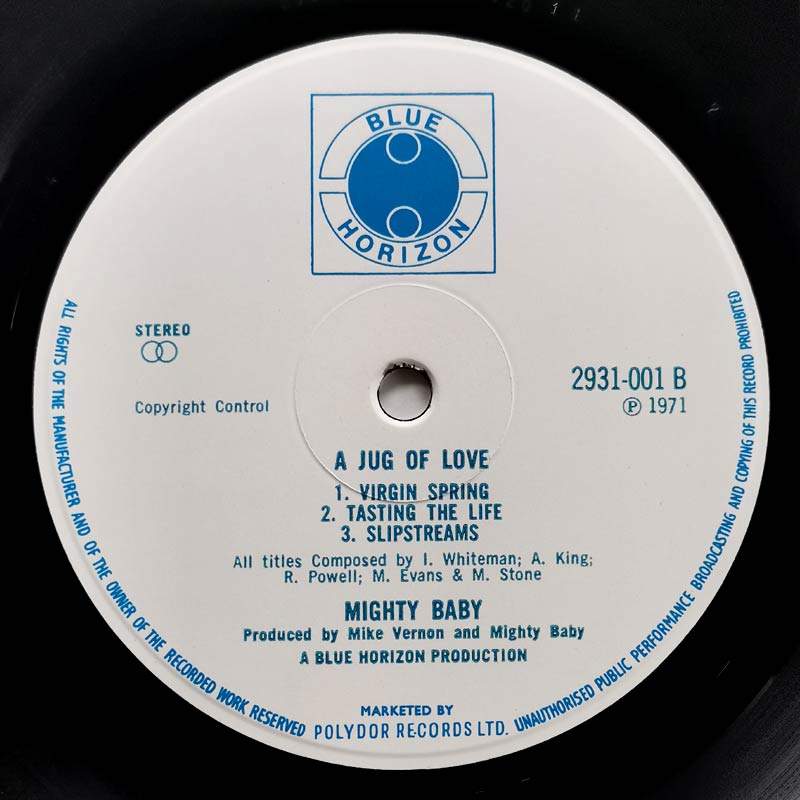 BLUE
HORIZON
STEREO
2931-001 B
Ⓟ 1971
Copyright Control
A JUG OF LOVE
1. VIRGIN SPRING
2. TASTING THE LIFE
3. SLIPSTREAMS
All titles Composed by I. Whiteman; A. King;
R. Powell; M. Evans & M. Stone
MIGHTY BABY
Produced by Mike Vernon and Mighty Baby
A BLUE HORIZON PRODUCTION
MARKETED BY
POLYDOR RECORDS LTD.
ALL RIGHTS OF THE MANUFACTURER AND OF THE OWNER OF THE RECORDED WORK RESERVED
UNAUTHORISED PUBLIC PERFORMANCE BROADCASTING AND COPYING OF THIS RECORD PROHIBITED